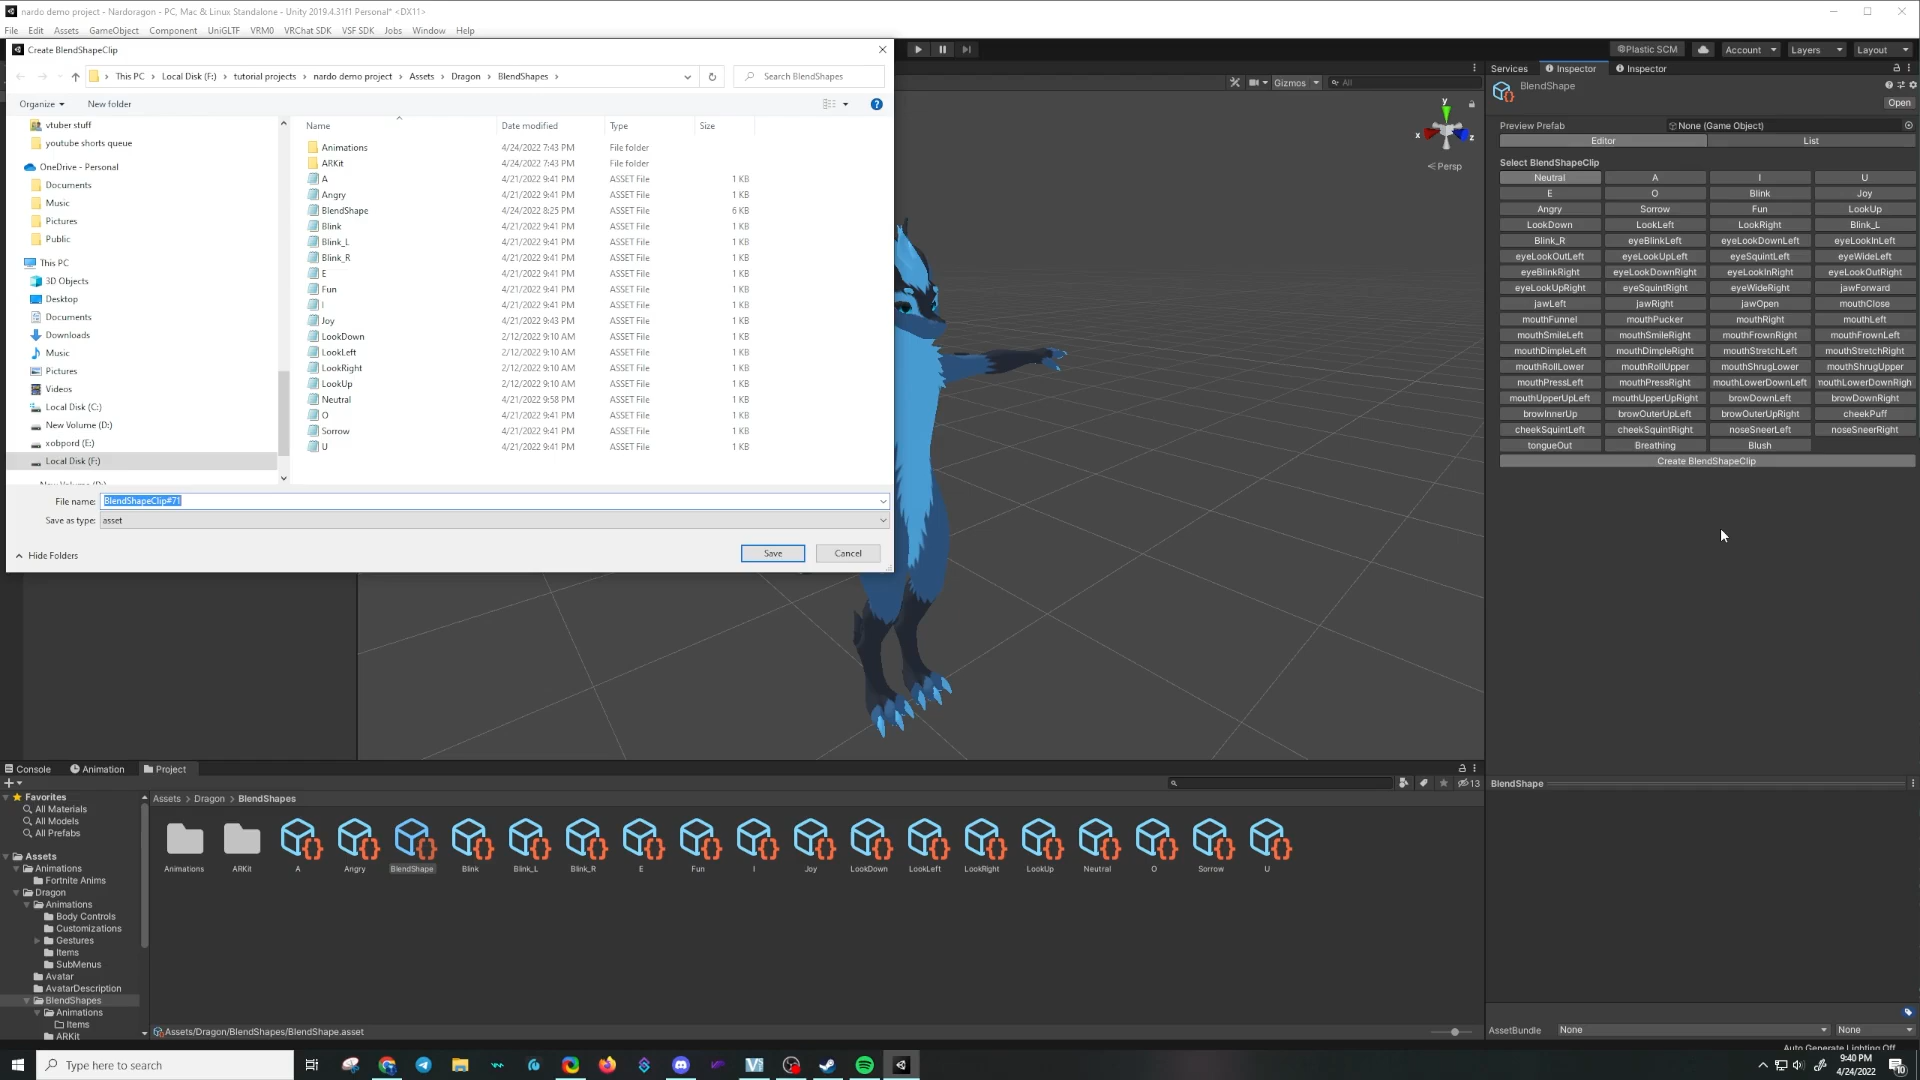 nardo demo project - Nardoragon - PC, Mac & Linux Standalone - Unity 2019.4.31f1 Personal* <DX11>
File Edit Assets GameObject Component Tools UniGLTF VRM0 VRChat SDK VSF SDK Jobs Window Help
Create BlendShapeClip
Plastic SCM Account Layers Layout
This PC › Local Disk (F:) › tutorial projects › nardo demo project › Assets › Dragon › BlendShapes ›
Search BlendShapes
Organize New folder
Gizmos All
Services Inspector Inspector
BlendShape
Open
Name Date modified Type Size
vtuber stuff
youtube shorts queue
OneDrive - Personal
Documents
Music
Pictures
Public
This PC
3D Objects
Desktop
Documents
Downloads
Music
Pictures
Videos
Local Disk (C:)
New Volume (D:)
xobpord (E:)
Local Disk (F:)
New Volume (D:)
Animations 4/24/2022 7:43 PM File folder
ARKit 4/24/2022 7:43 PM File folder
A 4/21/2022 9:41 PM ASSET File 1 KB
Angry 4/21/2022 9:41 PM ASSET File 1 KB
BlendShape 4/24/2022 8:25 PM ASSET File 6 KB
Blink 4/21/2022 9:41 PM ASSET File 1 KB
Blink_L 4/21/2022 9:41 PM ASSET File 1 KB
Blink_R 4/21/2022 9:41 PM ASSET File 1 KB
E 4/21/2022 9:41 PM ASSET File 1 KB
Fun 4/21/2022 9:41 PM ASSET File 1 KB
I 4/21/2022 9:41 PM ASSET File 1 KB
Joy 4/21/2022 9:43 PM ASSET File 1 KB
LookDown 2/12/2022 9:10 AM ASSET File 1 KB
LookLeft 2/12/2022 9:10 AM ASSET File 1 KB
LookRight 2/12/2022 9:10 AM ASSET File 1 KB
LookUp 2/12/2022 9:10 AM ASSET File 1 KB
Neutral 4/21/2022 9:58 PM ASSET File 1 KB
O 4/21/2022 9:41 PM ASSET File 1 KB
Sorrow 4/21/2022 9:41 PM ASSET File 1 KB
U 4/21/2022 9:41 PM ASSET File 1 KB
File name: BlendShapeClip#71
Save as type: asset
Hide Folders
Save Cancel
y
x z
< Persp
Preview Prefab None (Game Object)
Editor List
Select BlendShapeClip
Neutral A I U
E O Blink Joy
Angry Sorrow Fun LookUp
LookDown LookLeft LookRight Blink_L
Blink_R eyeBlinkLeft eyeLookDownLeft eyeLookInLeft
eyeLookOutLeft eyeLookUpLeft eyeSquintLeft eyeWideLeft
eyeBlinkRight eyeLookDownRight eyeLookInRight eyeLookOutRight
eyeLookUpRight eyeSquintRight eyeWideRight jawForward
jawLeft jawRight jawOpen mouthClose
mouthFunnel mouthPucker mouthRight mouthLeft
mouthSmileLeft mouthSmileRight mouthFrownRight mouthFrownLeft
mouthDimpleLeft mouthDimpleRight mouthStretchLeft mouthStretchRight
mouthRollLower mouthRollUpper mouthShrugLower mouthShrugUpper
mouthPressLeft mouthPressRight mouthLowerDownLeft nouthLowerDownRigh
mouthUpperUpLeft mouthUpperUpRight browDownLeft browDownRight
browInnerUp browOuterUpLeft browOuterUpRight cheekPuff
cheekSquintLeft cheekSquintRight noseSneerLeft noseSneerRight
tongueOut Breathing Blush
Create BlendShapeClip
Console Animation Project
13
Favorites
All Materials
All Models
All Prefabs
Assets
Animations
Fortnite Anims
Dragon
Animations
Body Controls
Customizations
Gestures
Items
SubMenus
Avatar
AvatarDescription
BlendShapes
Animations
Items
ARKit
Assets > Dragon > BlendShapes
Animations ARKit A Angry BlendShape Blink Blink_L Blink_R E Fun I Joy LookDown LookLeft LookRight LookUp Neutral O Sorrow U
Assets/Dragon/BlendShapes/BlendShape.asset
BlendShape
AssetBundle None None
Auto Generate Lighting Off
Type here to search
9:40 PM
4/24/2022
10